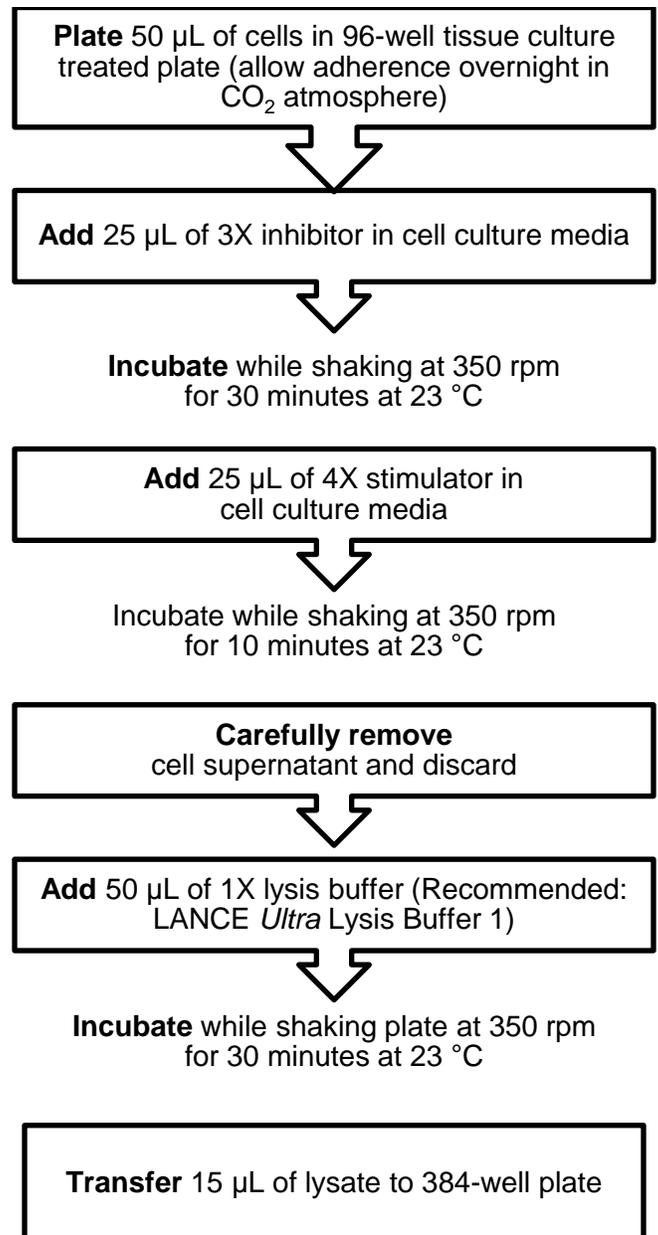 Plate 50 µL of cells in 96-well tissue culture
treated plate (allow adherence overnight in
CO₂ atmosphere)
Add 25 µL of 3X inhibitor in cell culture media
Incubate while shaking at 350 rpm
for 30 minutes at 23 °C
Add 25 µL of 4X stimulator in
cell culture media
Incubate while shaking at 350 rpm
for 10 minutes at 23 °C
Carefully remove
cell supernatant and discard
Add 50 µL of 1X lysis buffer (Recommended:
LANCE Ultra Lysis Buffer 1)
Incubate while shaking plate at 350 rpm
for 30 minutes at 23 °C
Transfer 15 µL of lysate to 384-well plate